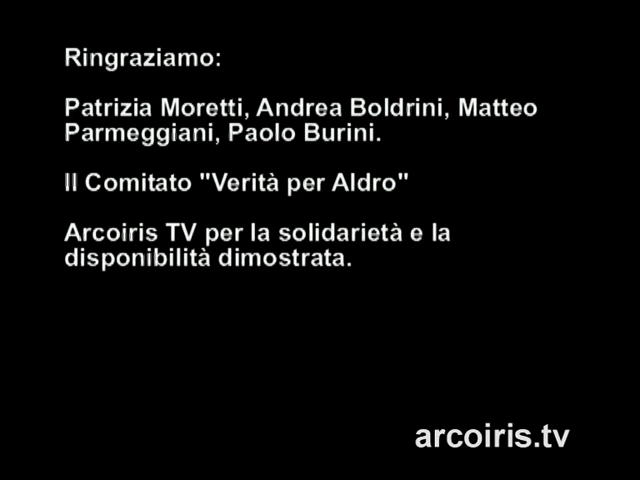 Ringraziamo:
Patrizia Moretti, Andrea Boldrini, Matteo
Parmeggiani, Paolo Burini.
Il Comitato "Verità per Aldro"
Arcoiris TV per la solidarietà e la
disponibilità dimostrata.
arcoiris.tv